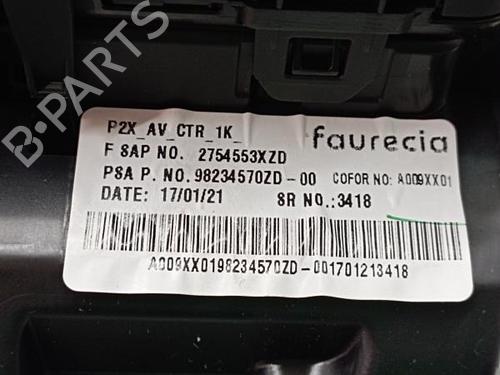 B-PARTS
P2X_AV_CTR_1K_
faurecia
F SAP NO. 2754553XZD
PSA P. NO. 98234570ZD-00 COFOR NO: A009XX01
DATE: 17/01/21 SR NO.:3418
A009XX0198234570ZD-001701213418